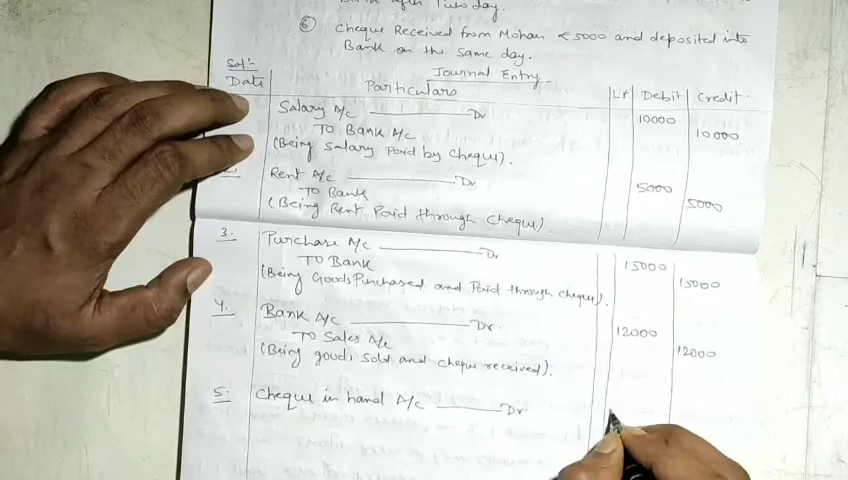 Bank after Two day.
⑥ Cheque Received from Mohan ₹5000 and deposited into
Bank on the same day.
Sol:-
Journal Entry
Date Particulars LF Debit Credit
Salary A/c Dr 10000
To Bank A/c 10000
(Being Salary Paid by Cheque).
Rent A/c Dr 5000
To Bank 5000
(Being Rent Paid through Cheque).
3. Purchase A/c Dr 15000
To Bank 15000
(Being Goods Purchased and Paid through cheque).
4. Bank A/c Dr. 12000
To Sales A/c 12000
(Being goods sold and cheque received).
5. Cheque in hand A/c Dr.